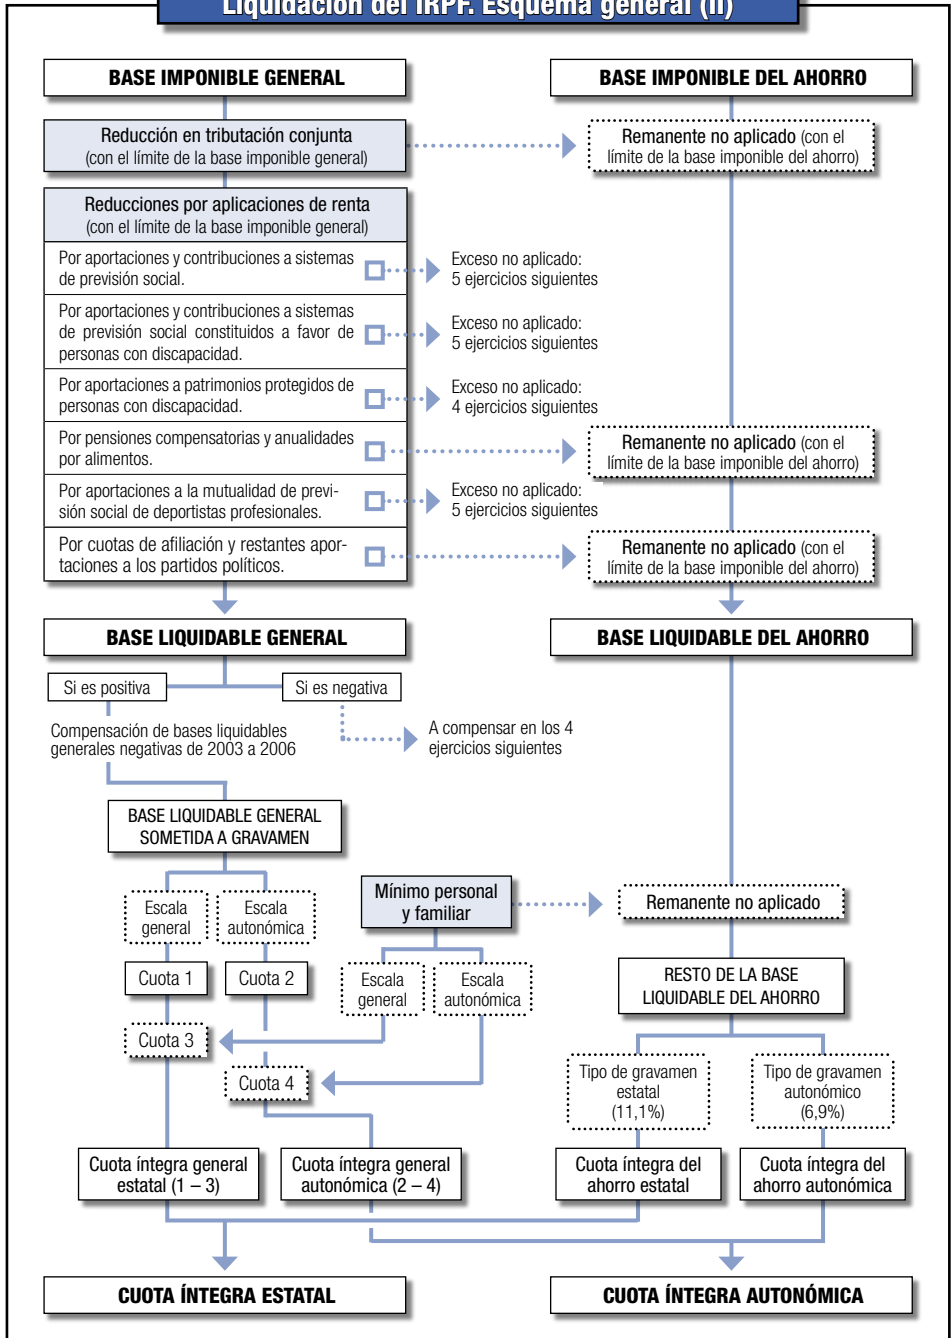 Liquidación del IRPF. Esquema general (II)
BASE IMPONIBLE GENERAL
BASE IMPONIBLE DEL AHORRO
Reducción en tributación conjunta
(con el límite de la base imponible general)
Remanente no aplicado (con el
límite de la base imponible del ahorro)
Reducciones por aplicaciones de renta
(con el límite de la base imponible general)
Por aportaciones y contribuciones a sistemas
de previsión social.
Exceso no aplicado:
5 ejercicios siguientes
Por aportaciones y contribuciones a sistemas
de previsión social constituidos a favor de
personas con discapacidad.
Exceso no aplicado:
5 ejercicios siguientes
Por aportaciones a patrimonios protegidos de
personas con discapacidad.
Exceso no aplicado:
4 ejercicios siguientes
Por pensiones compensatorias y anualidades
por alimentos.
Remanente no aplicado (con el
límite de la base imponible del ahorro)
Por aportaciones a la mutualidad de previ-
sión social de deportistas profesionales.
Exceso no aplicado:
5 ejercicios siguientes
Por cuotas de afiliación y restantes apor-
taciones a los partidos políticos.
Remanente no aplicado (con el
límite de la base imponible del ahorro)
BASE LIQUIDABLE GENERAL
BASE LIQUIDABLE DEL AHORRO
Si es positiva
Si es negativa
Compensación de bases liquidables
generales negativas de 2003 a 2006
A compensar en los 4
ejercicios siguientes
BASE LIQUIDABLE GENERAL
SOMETIDA A GRAVAMEN
Mínimo personal
y familiar
Remanente no aplicado
Escala
general
Escala
autonómica
Cuota 1
Cuota 2
Escala
general
Escala
autonómica
RESTO DE LA BASE
LIQUIDABLE DEL AHORRO
Cuota 3
Cuota 4
Tipo de gravamen
estatal
(11,1%)
Tipo de gravamen
autonómico
(6,9%)
Cuota íntegra general
estatal (1 – 3)
Cuota íntegra general
autonómica (2 – 4)
Cuota íntegra del
ahorro estatal
Cuota íntegra del
ahorro autonómica
CUOTA ÍNTEGRA ESTATAL
CUOTA ÍNTEGRA AUTONÓMICA